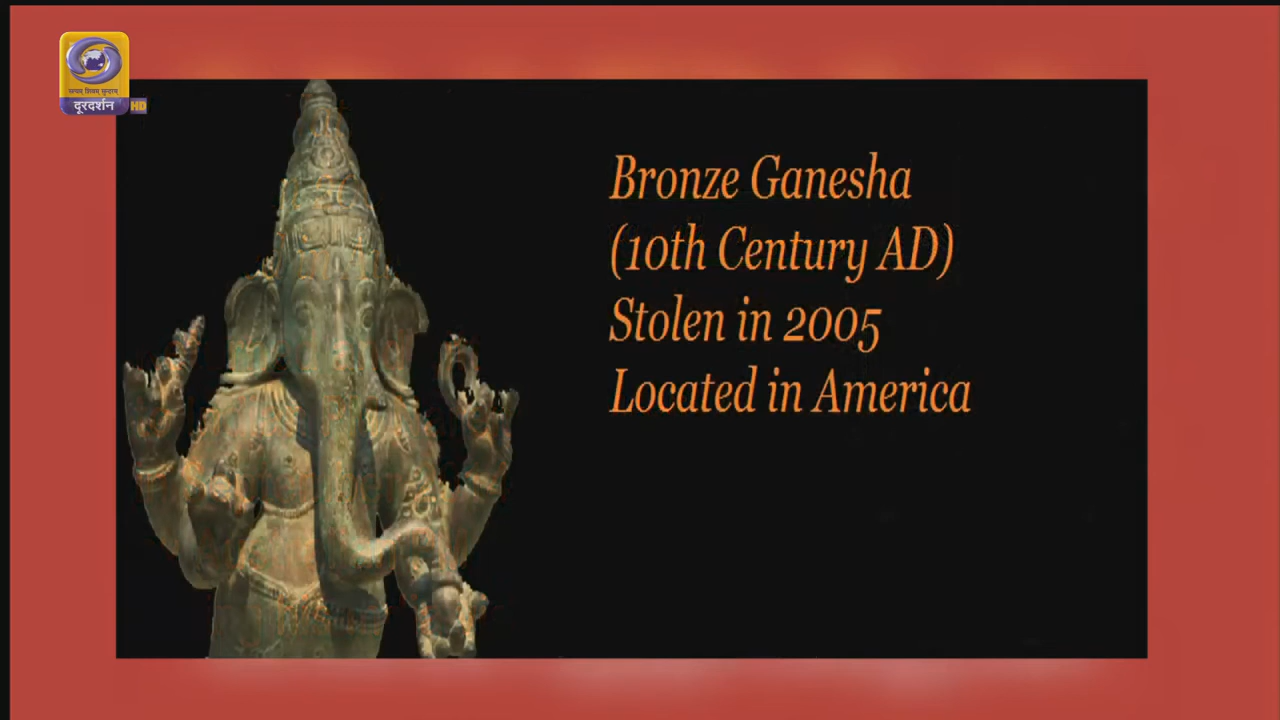 सत्यम् शिवम् सुन्दरम्
दूरदर्शन HD
Bronze Ganesha
(10th Century AD)
Stolen in 2005
Located in America